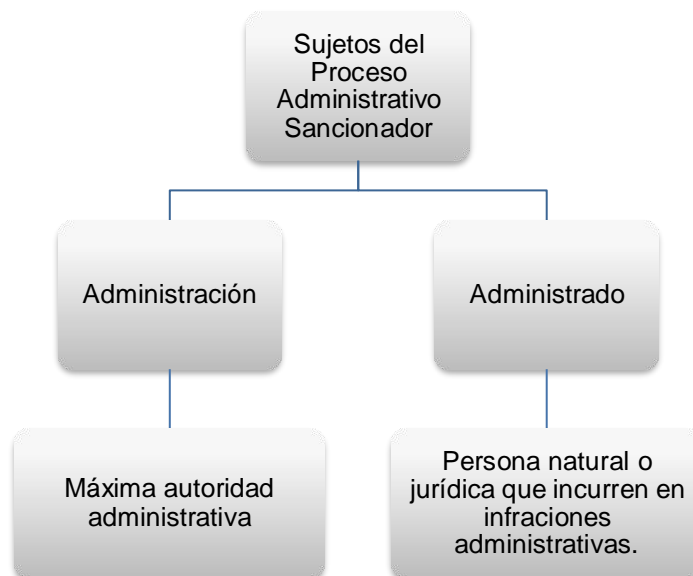 Sujetos del
Proceso
Administrativo
Sancionador
Administración
Administrado
Máxima autoridad
administrativa
Persona natural o
jurídica que incurren en
infraciones
administrativas.